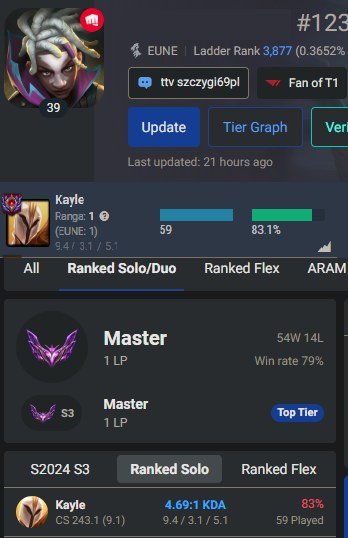 #123
EUNE | Ladder Rank 3,877 (0.3652%
39
ttv szczygi69pl Fan of T1
Update Tier Graph Veri
Last updated: 21 hours ago
Kayle
Ranga: 1
(EUNE: 1) 59 83.1%
9.4 / 3.1 / 5.1
All Ranked Solo/Duo Ranked Flex ARAM
Master 54W 14L
1 LP Win rate 79%
S3 Master Top Tier
1 LP
S2024 S3 Ranked Solo Ranked Flex
Kayle 4.69:1 KDA 83%
CS 243.1 (9.1) 9.4 / 3.1 / 5.1 59 Played